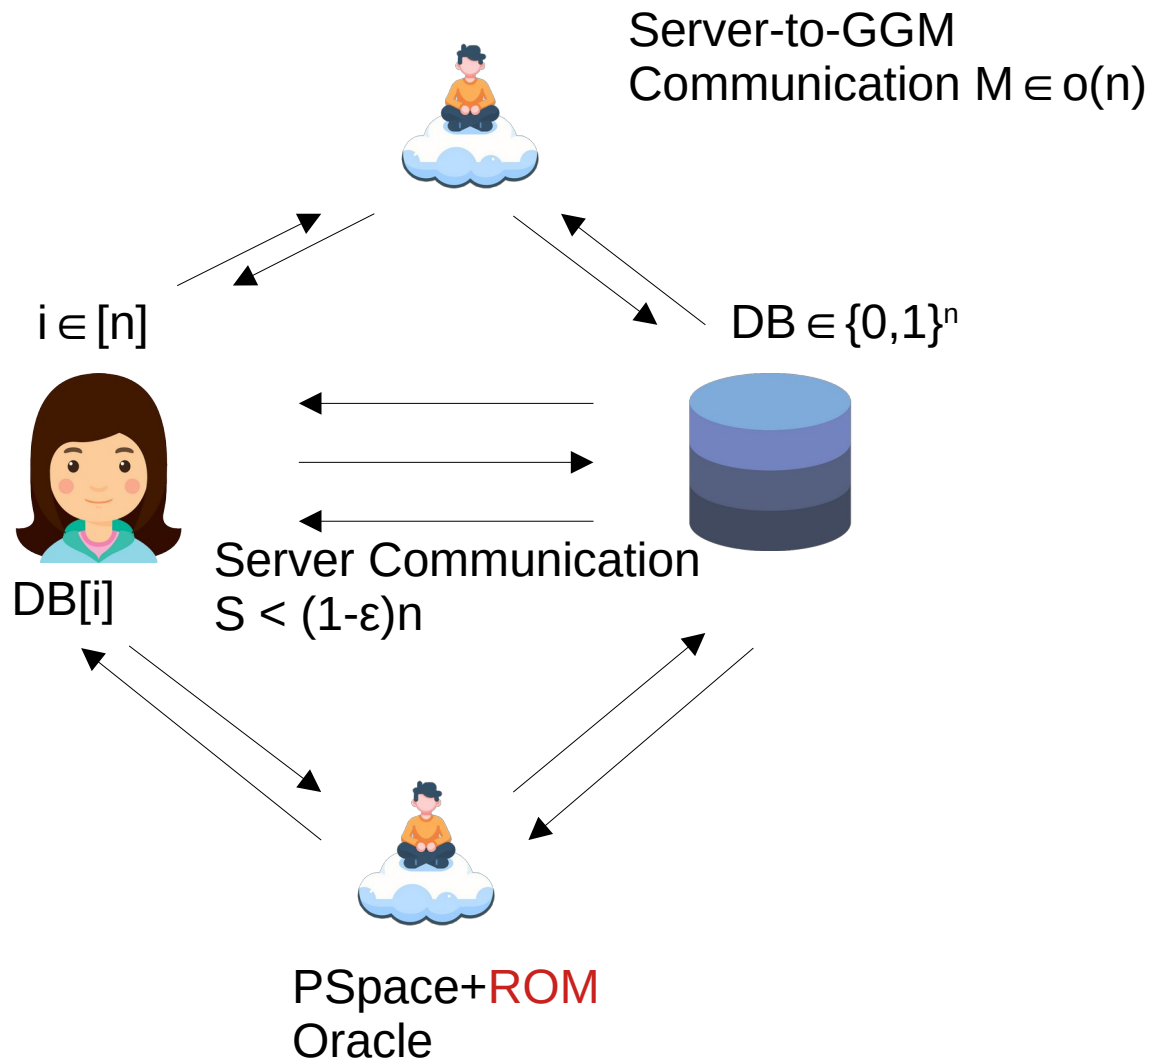 Server-to-GGM
Communication M ∈ o(n)
i ∈ [n]
DB ∈ {0,1}ⁿ
Server Communication
S < (1-ε)n
DB[i]
PSpace+ROM
Oracle